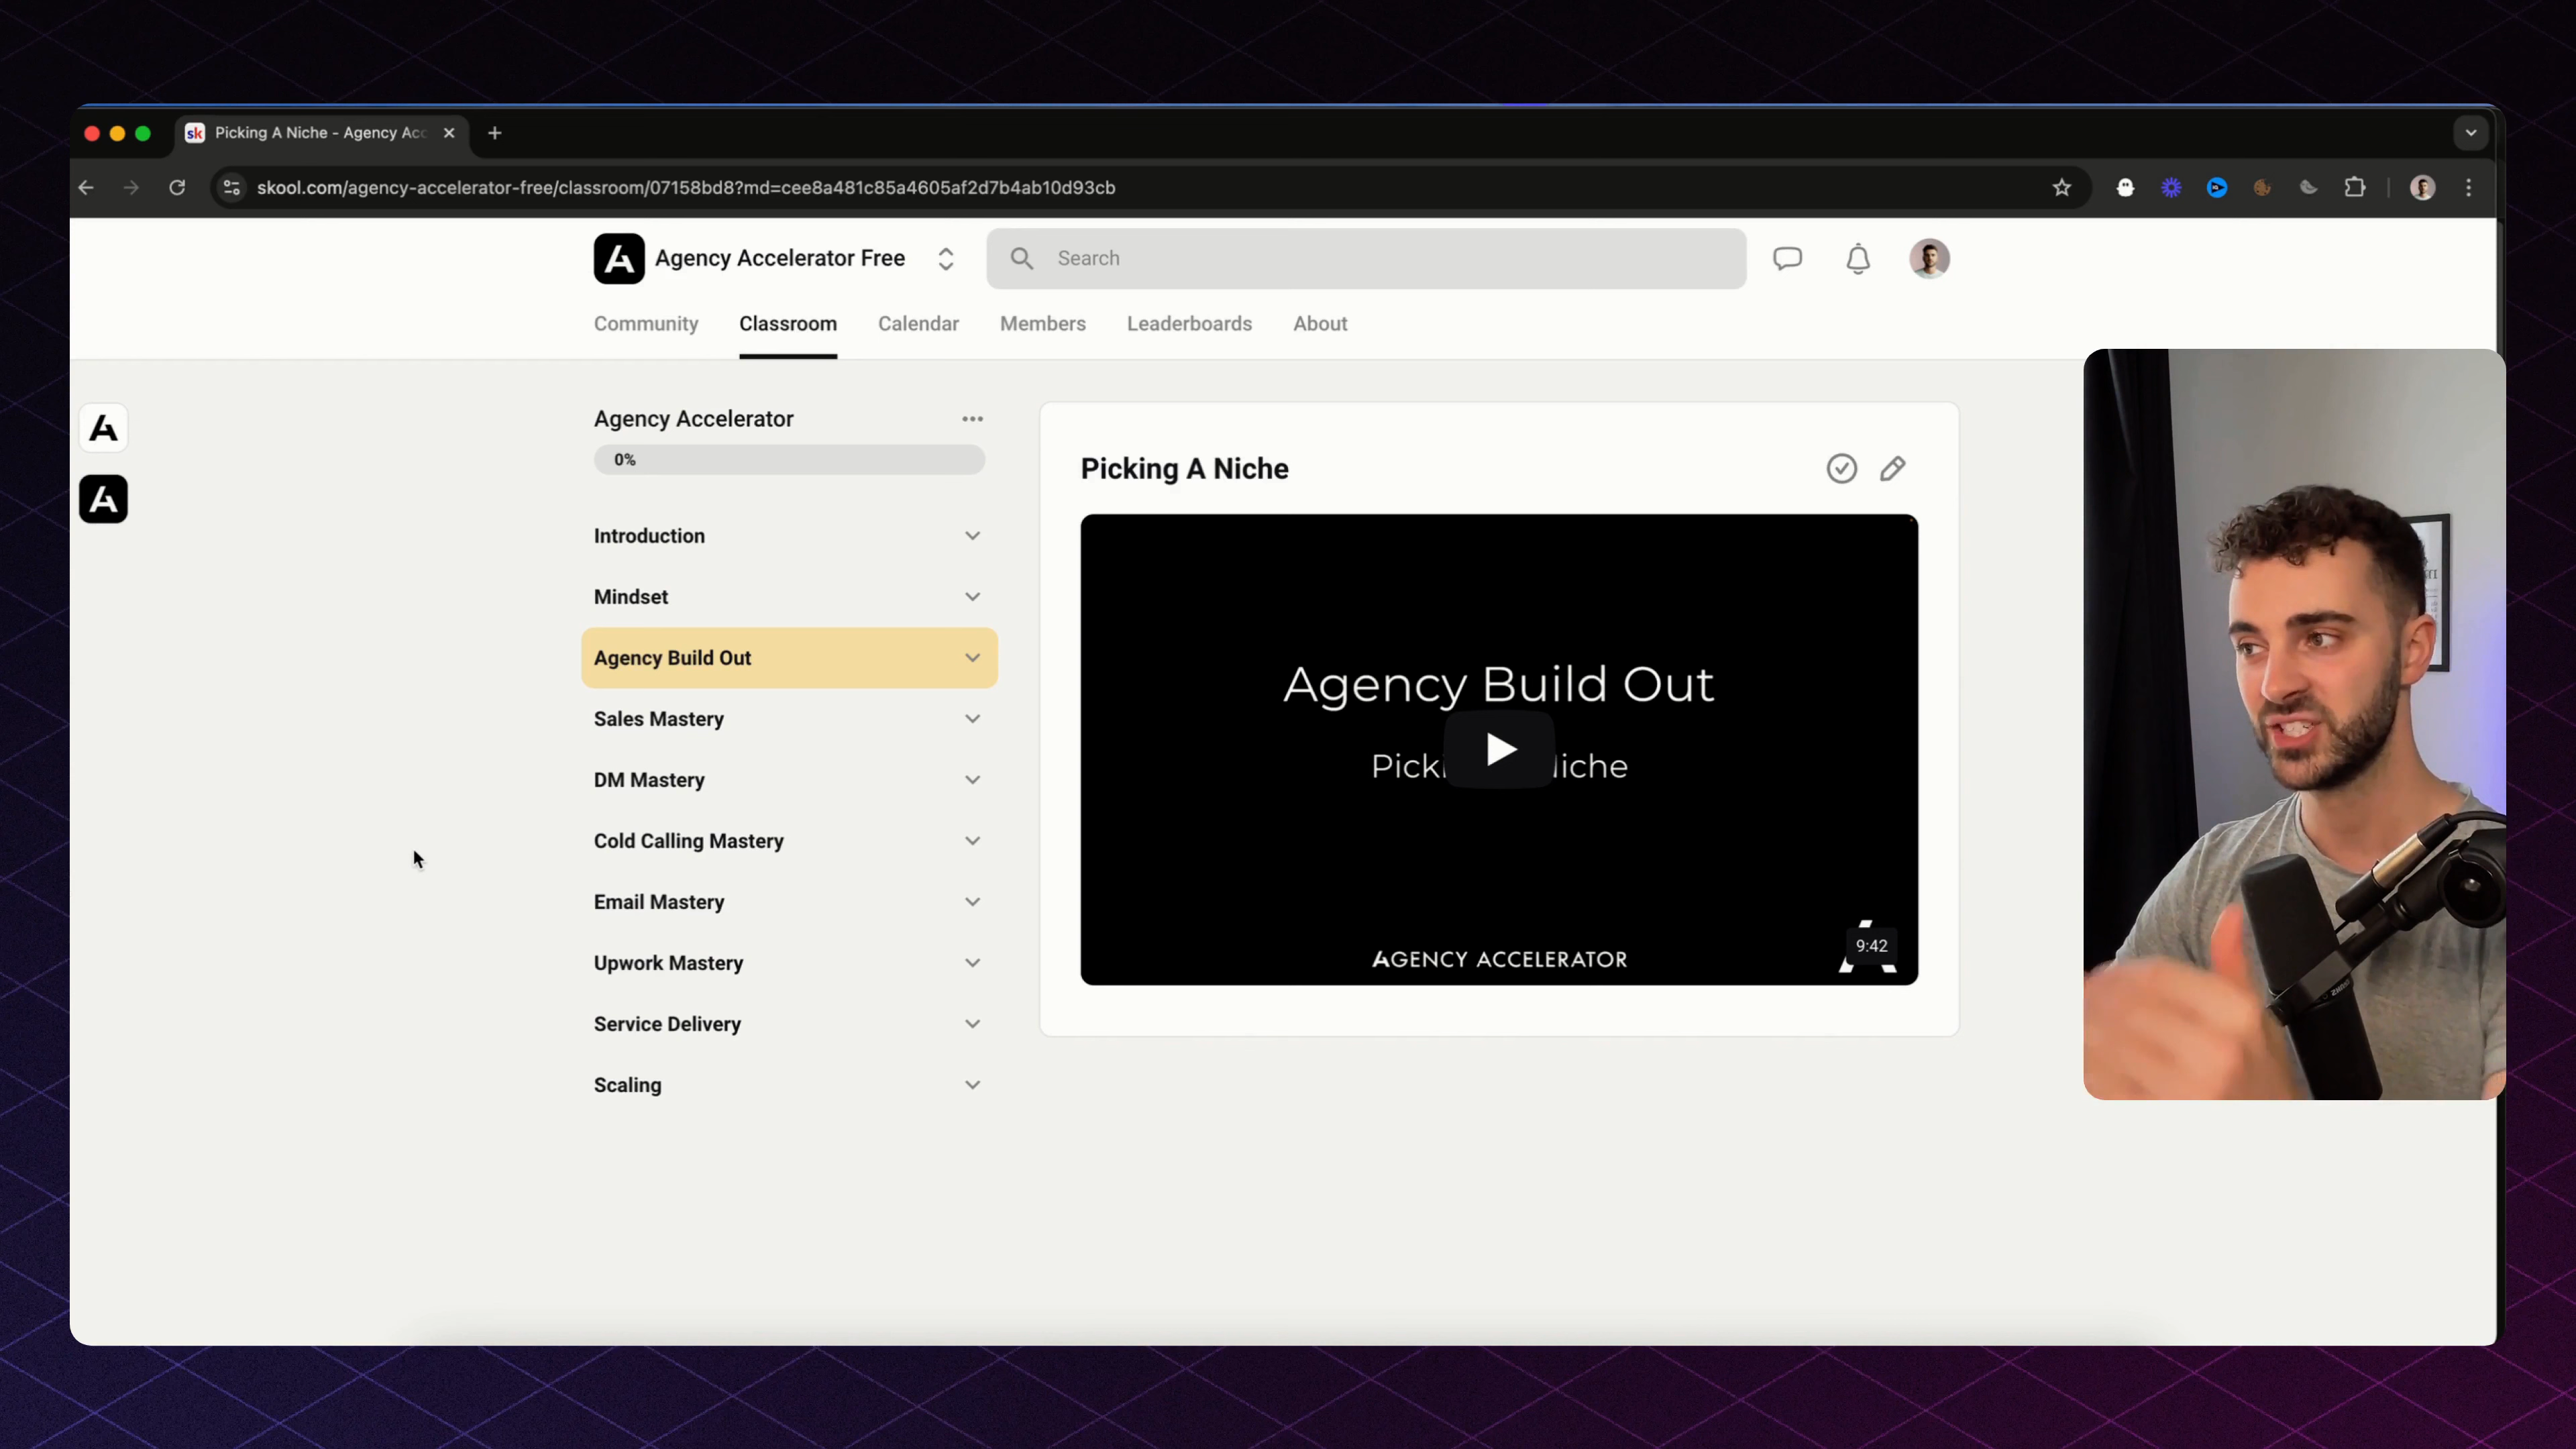 Picking A Niche - Agency Acc
skool.com/agency-accelerator-free/classroom/07158bd8?md=cee8a481c85a4605af2d7b4ab10d93cb
Agency Accelerator Free
Search
Community
Classroom
Calendar
Members
Leaderboards
About
Agency Accelerator
0%
Introduction
Mindset
Agency Build Out
Sales Mastery
DM Mastery
Cold Calling Mastery
Email Mastery
Upwork Mastery
Service Delivery
Scaling
Picking A Niche
Agency Build Out
Picki iche
AGENCY ACCELERATOR
9:42